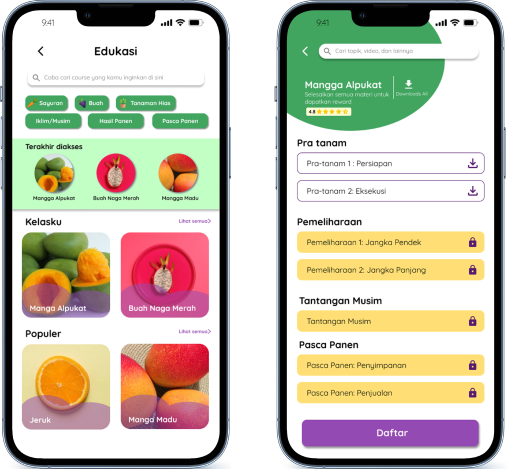 9:41
Edukasi
Coba cari course yang kamu inginkan di sini
Sayuran
Buah
Tanaman Hias
Iklim/Musim
Hasil Panen
Pasca Panen
Terakhir diakses
Mangga Alpukat
Buah Naga Merah
Mangga Madu
Kelasku
Lihat semua>
Manga Alpukat
Buah Naga Merah
Populer
Lihat semua>
Jeruk
Manga Madu
9:41
Cari topik, video, dan lainnya
Mangga Alpukat
Selesaikan semua materi untuk
dapatkan reward
Downloads All
4.8
Pra tanam
Pra-tanam 1 : Persiapan
Pra-tanam 2: Eksekusi
Pemeliharaan
Pemeliharaan 1: Jangka Pendek
Pemeliharaan 2: Jangka Panjang
Tantangan Musim
Tantangan Musim
Pasca Panen
Pasca Panen: Penyimpanan
Pasca Panen: Penjualan
Daftar